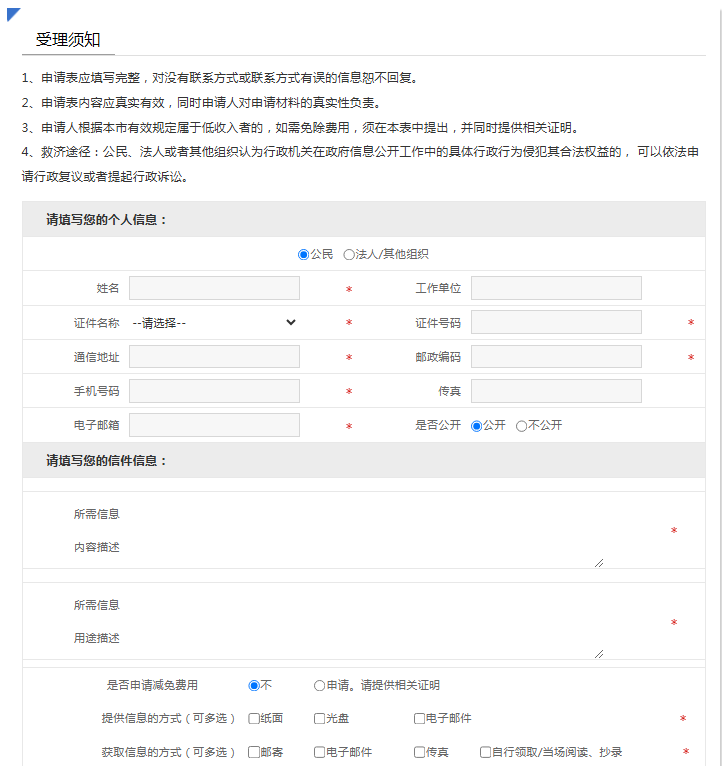 受理须知
1、申请表应填写完整，对没有联系方式或联系方式有误的信息恕不回复。
2、申请表内容应真实有效，同时申请人对申请材料的真实性负责。
3、申请人根据本市有效规定属于低收入者的，如需免除费用，须在本表中提出，并同时提供相关证明。
4、救济途径：公民、法人或者其他组织认为行政机关在政府信息公开工作中的具体行政行为侵犯其合法权益的， 可以依法申
请行政复议或者提起行政诉讼。
请填写您的个人信息：
公民 法人/其他组织
姓名 * 工作单位
证件名称 --请选择-- * 证件号码 *
通信地址 * 邮政编码 *
手机号码 * 传真
电子邮箱 * 是否公开 公开 不公开
请填写您的信件信息：
所需信息
*
内容描述
所需信息
*
用途描述
是否申请减免费用 不 申请。请提供相关证明
提供信息的方式（可多选） 纸面 光盘 电子邮件 *
获取信息的方式（可多选） 邮寄 电子邮件 传真 自行领取/当场阅读、抄录 *